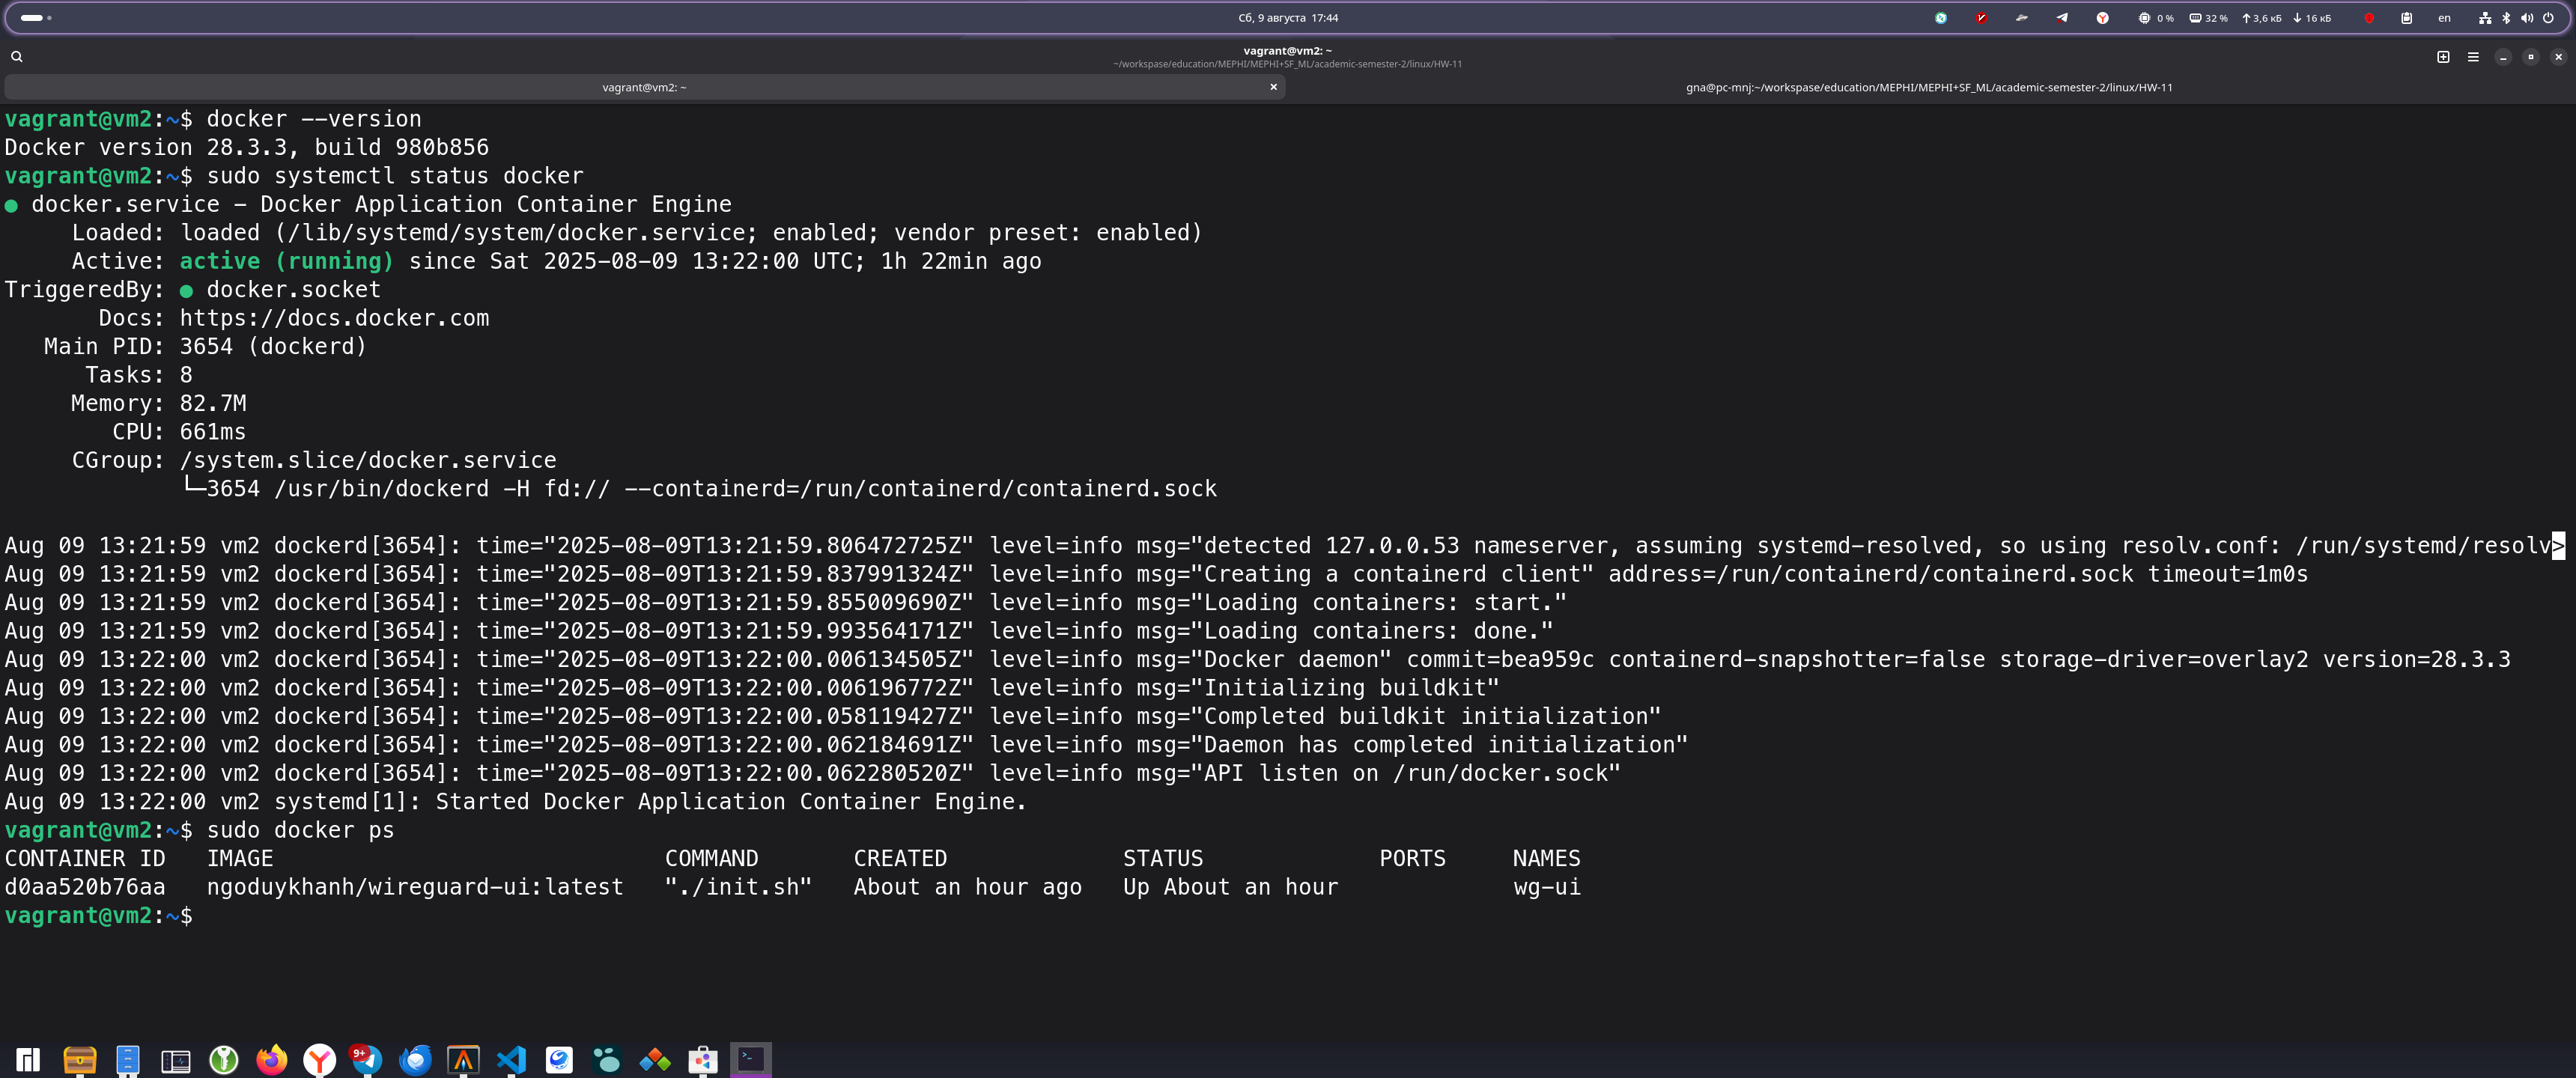 Сб, 9 августа 17:44
0 % 32 % 3,6 кБ 16 кБ en
vagrant@vm2: ~
~/workspase/education/MEPHI/MEPHI+SF_ML/academic-semester-2/linux/HW-11
vagrant@vm2: ~
gna@pc-mnj:~/workspase/education/MEPHI/MEPHI+SF_ML/academic-semester-2/linux/HW-11
vagrant@vm2:~$ docker --version
Docker version 28.3.3, build 980b856
vagrant@vm2:~$ sudo systemctl status docker
● docker.service - Docker Application Container Engine
Loaded: loaded (/lib/systemd/system/docker.service; enabled; vendor preset: enabled)
Active: active (running) since Sat 2025-08-09 13:22:00 UTC; 1h 22min ago
TriggeredBy: ● docker.socket
Docs: https://docs.docker.com
Main PID: 3654 (dockerd)
Tasks: 8
Memory: 82.7M
CPU: 661ms
CGroup: /system.slice/docker.service
└─3654 /usr/bin/dockerd -H fd:// --containerd=/run/containerd/containerd.sock
Aug 09 13:21:59 vm2 dockerd[3654]: time="2025-08-09T13:21:59.806472725Z" level=info msg="detected 127.0.0.53 nameserver, assuming systemd-resolved, so using resolv.conf: /run/systemd/resolv>
Aug 09 13:21:59 vm2 dockerd[3654]: time="2025-08-09T13:21:59.837991324Z" level=info msg="Creating a containerd client" address=/run/containerd/containerd.sock timeout=1m0s
Aug 09 13:21:59 vm2 dockerd[3654]: time="2025-08-09T13:21:59.855009690Z" level=info msg="Loading containers: start."
Aug 09 13:21:59 vm2 dockerd[3654]: time="2025-08-09T13:21:59.993564171Z" level=info msg="Loading containers: done."
Aug 09 13:22:00 vm2 dockerd[3654]: time="2025-08-09T13:22:00.006134505Z" level=info msg="Docker daemon" commit=bea959c containerd-snapshotter=false storage-driver=overlay2 version=28.3.3
Aug 09 13:22:00 vm2 dockerd[3654]: time="2025-08-09T13:22:00.006196772Z" level=info msg="Initializing buildkit"
Aug 09 13:22:00 vm2 dockerd[3654]: time="2025-08-09T13:22:00.058119427Z" level=info msg="Completed buildkit initialization"
Aug 09 13:22:00 vm2 dockerd[3654]: time="2025-08-09T13:22:00.062184691Z" level=info msg="Daemon has completed initialization"
Aug 09 13:22:00 vm2 dockerd[3654]: time="2025-08-09T13:22:00.062280520Z" level=info msg="API listen on /run/docker.sock"
Aug 09 13:22:00 vm2 systemd[1]: Started Docker Application Container Engine.
vagrant@vm2:~$ sudo docker ps
CONTAINER ID IMAGE COMMAND CREATED STATUS PORTS NAMES
d0aa520b76aa ngoduykhanh/wireguard-ui:latest "./init.sh" About an hour ago Up About an hour wg-ui
vagrant@vm2:~$
9+